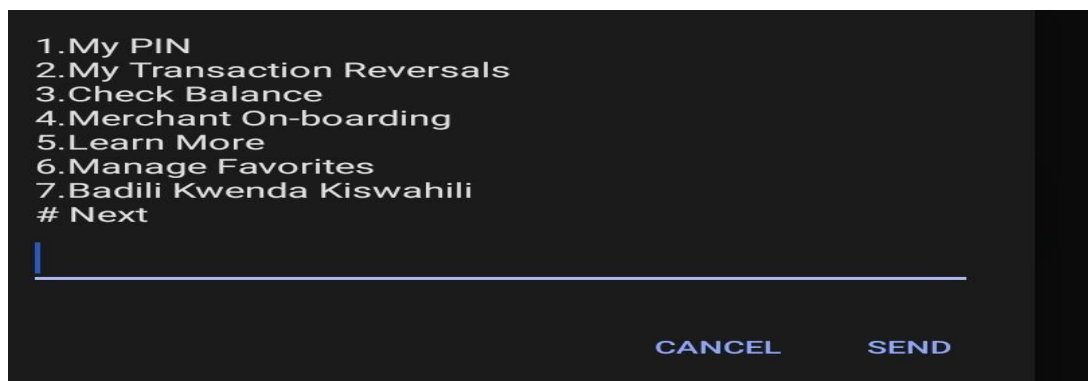 1.My PIN
2.My Transaction Reversals
3.Check Balance
4.Merchant On-boarding
5.Learn More
6.Manage Favorites
7.Badili Kwenda Kiswahili
# Next
CANCEL SEND